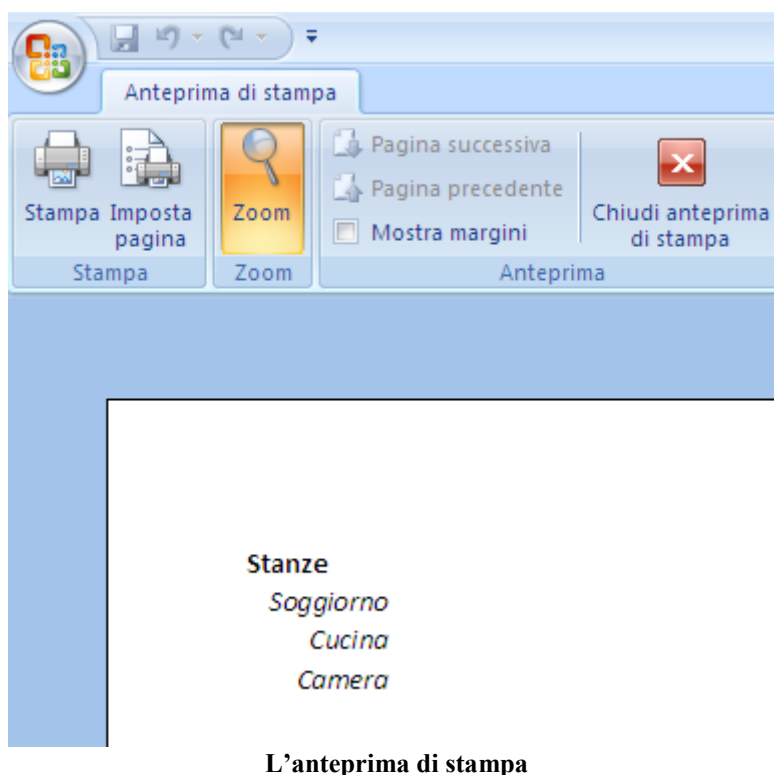 Anteprima di stampa
Stampa
Imposta
pagina
Zoom
Pagina successiva
Pagina precedente
Mostra margini
Chiudi anteprima
di stampa
Stampa
Zoom
Anteprima
Stanze
Soggiorno
Cucina
Camera
L'anteprima di stampa